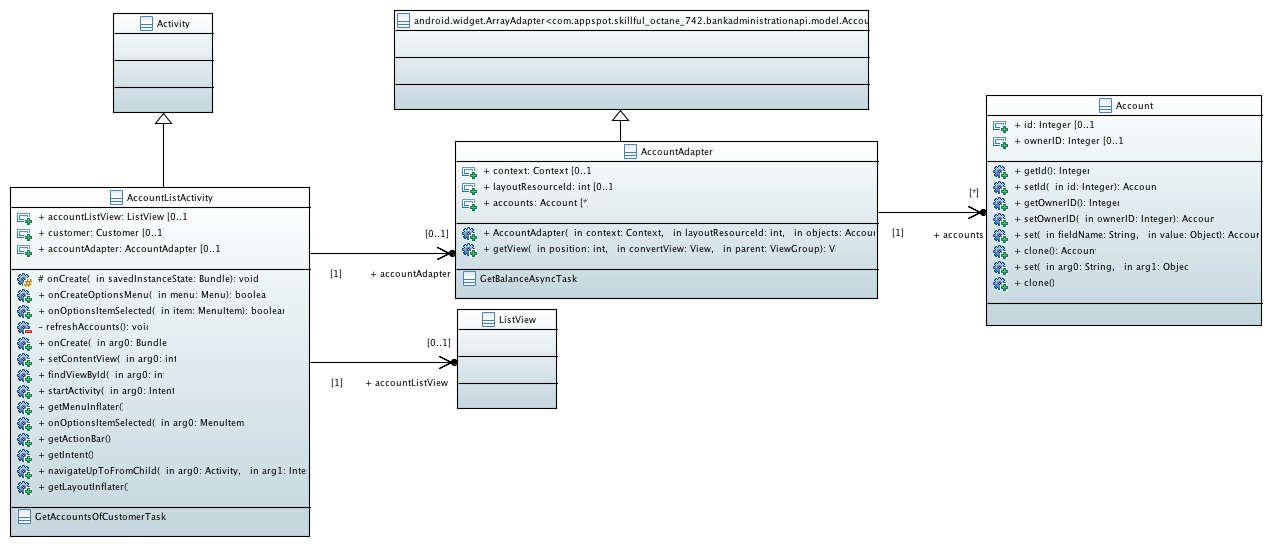 Activity
android.widget.ArrayAdapter<com.appspot.skillful_octane_742.bankadministrationapi.model.Accou
Account
+ id: Integer [0..1
+ ownerID: Integer [0..1
+ getId(): Integer
+ setId( in id: Integer): Accoun
+ getOwnerID(): Integer
+ setOwnerID( in ownerID: Integer): Accour
+ set( in fieldName: String, in value: Object): Accour
+ clone(): Accoun
+ set( in arg0: String, in arg1: Objec
+ clone()
AccountAdapter
+ context: Context [0..1
+ layoutResourceId: int [0..1
+ accounts: Account [*]
+ AccountAdapter( in context: Context, in layoutResourceId: int, in objects: Accour
+ getView( in position: int, in convertView: View, in parent: ViewGroup): Vi
GetBalanceAsyncTask
[*]
[1]
+ accounts
AccountListActivity
+ accountListView: ListView [0..1
+ customer: Customer [0..1
+ accountAdapter: AccountAdapter [0..1
# onCreate( in savedInstanceState: Bundle): void
+ onCreateOptionsMenu( in menu: Menu): boolea
+ onOptionsItemSelected( in item: MenuItem): boolear
- refreshAccounts(): void
+ onCreate( in arg0: Bundle
+ setContentView( in arg0: int
+ findViewById( in arg0: in
+ startActivity( in arg0: Intent
+ getMenuInflater(
+ onOptionsItemSelected( in arg0: MenuItem
+ getActionBar()
+ getIntent()
+ navigateUpToFromChild( in arg0: Activity, in arg1: Inte
+ getLayoutInflater(
GetAccountsOfCustomerTask
[0..1]
[1]
+ accountAdapter
ListView
[0..1]
[1]
+ accountListView